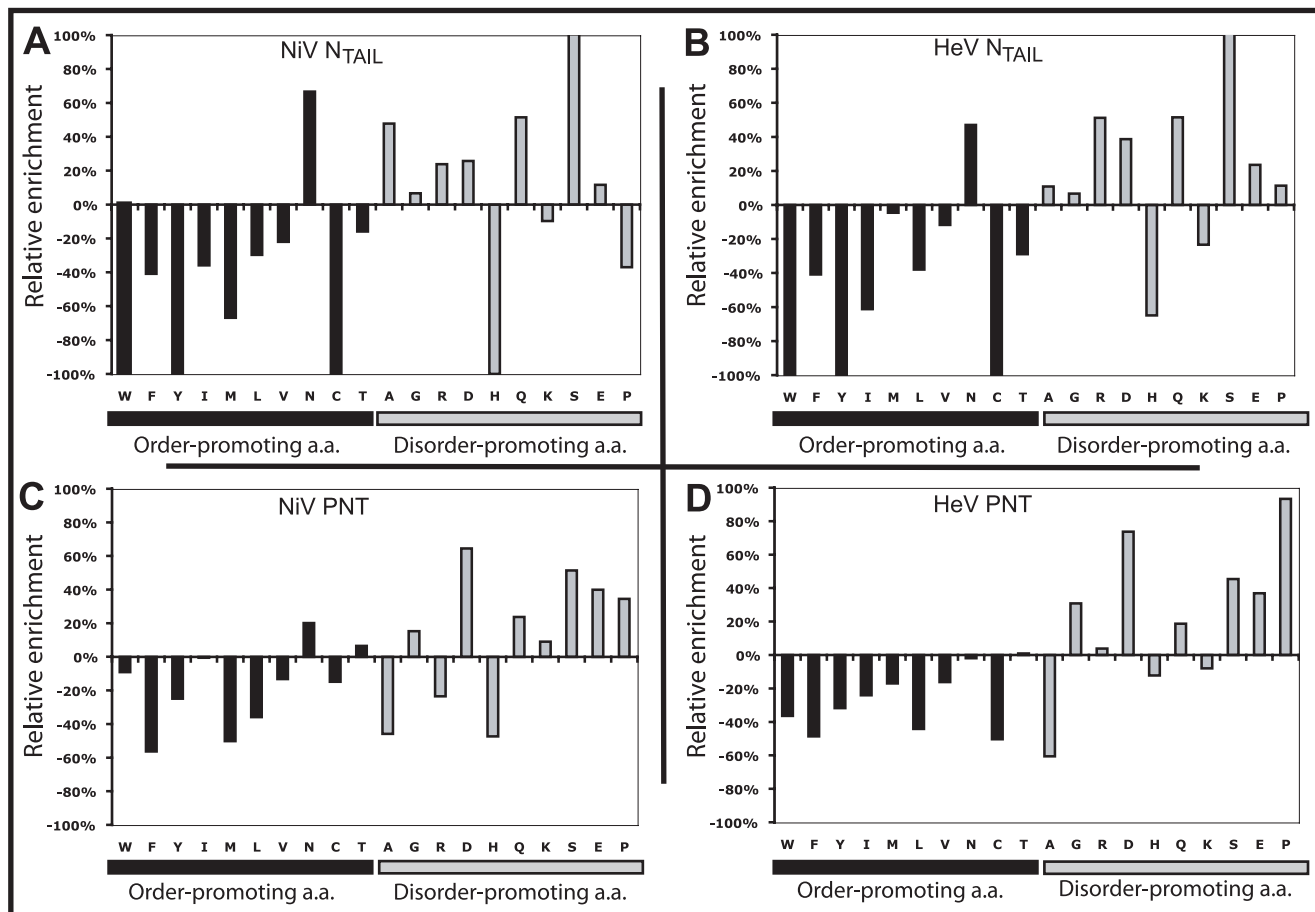 A
NiV NTAIL
Relative enrichment
100%
80%
60%
40%
20%
0%
-20%
-40%
-60%
-80%
-100%
W F Y I M L V N C T A G R D H Q K S E P
Order-promoting a.a. Disorder-promoting a.a.
B
HeV NTAIL
Relative enrichment
100%
80%
60%
40%
20%
0%
-20%
-40%
-60%
-80%
-100%
W F Y I M L V N C T A G R D H Q K S E P
Order-promoting a.a. Disorder-promoting a.a.
C
NiV PNT
Relative enrichment
100%
80%
60%
40%
20%
0%
-20%
-40%
-60%
-80%
-100%
W F Y I M L V N C T A G R D H Q K S E P
Order-promoting a.a. Disorder-promoting a.a.
D
HeV PNT
Relative enrichment
100%
80%
60%
40%
20%
0%
-20%
-40%
-60%
-80%
-100%
W F Y I M L V N C T A G R D H Q K S E P
Order-promoting a.a. Disorder-promoting a.a.